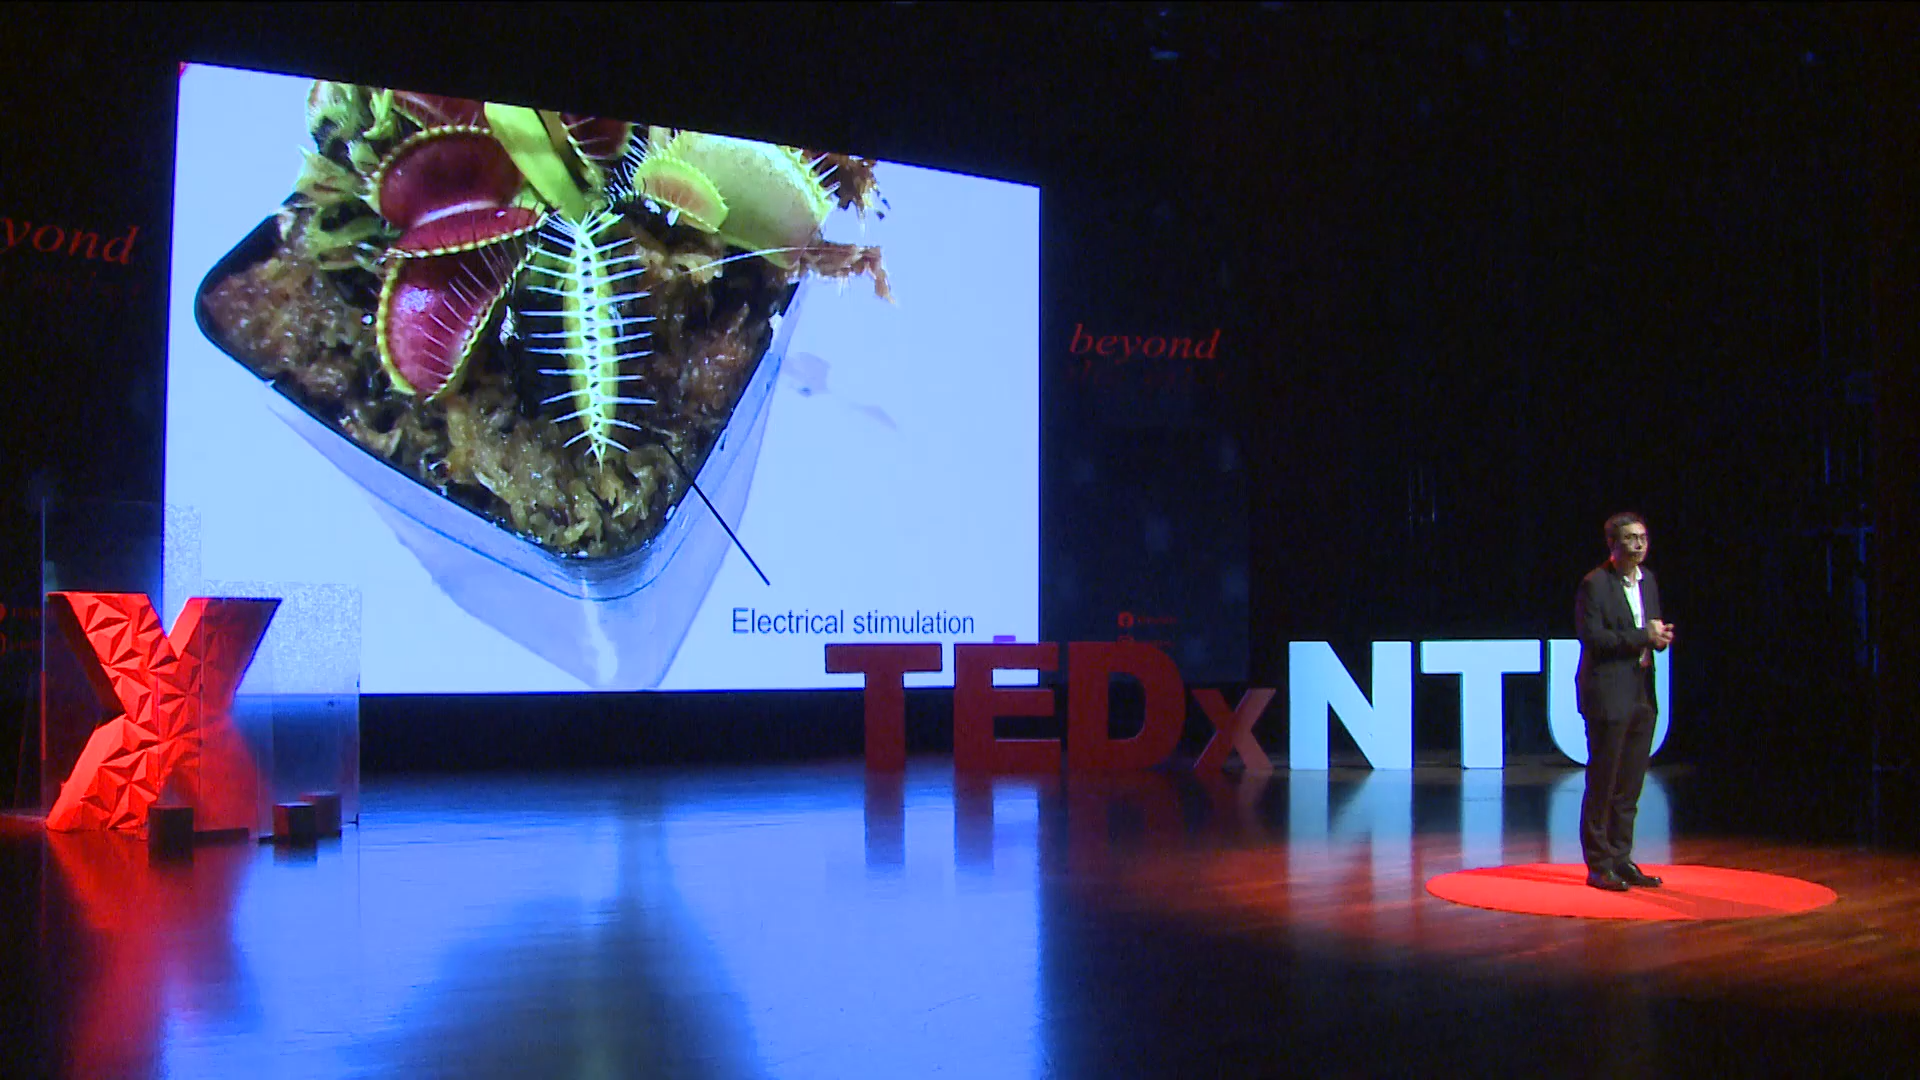 yond
beyond
Electrical stimulation
TEDxNTU
X